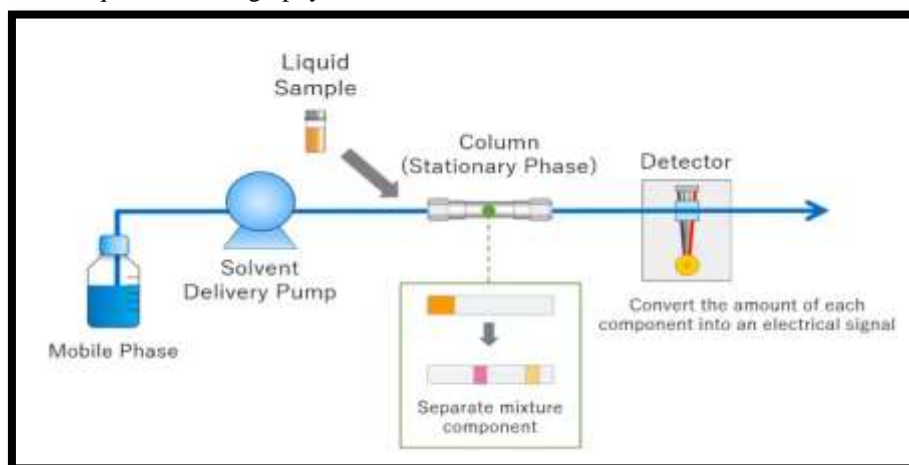 Liquid
Sample
Column
(Stationary Phase)
Detector
Solvent
Delivery Pump
Mobile Phase
Convert the amount of each
component into an electrical signal
Separate mixture
component